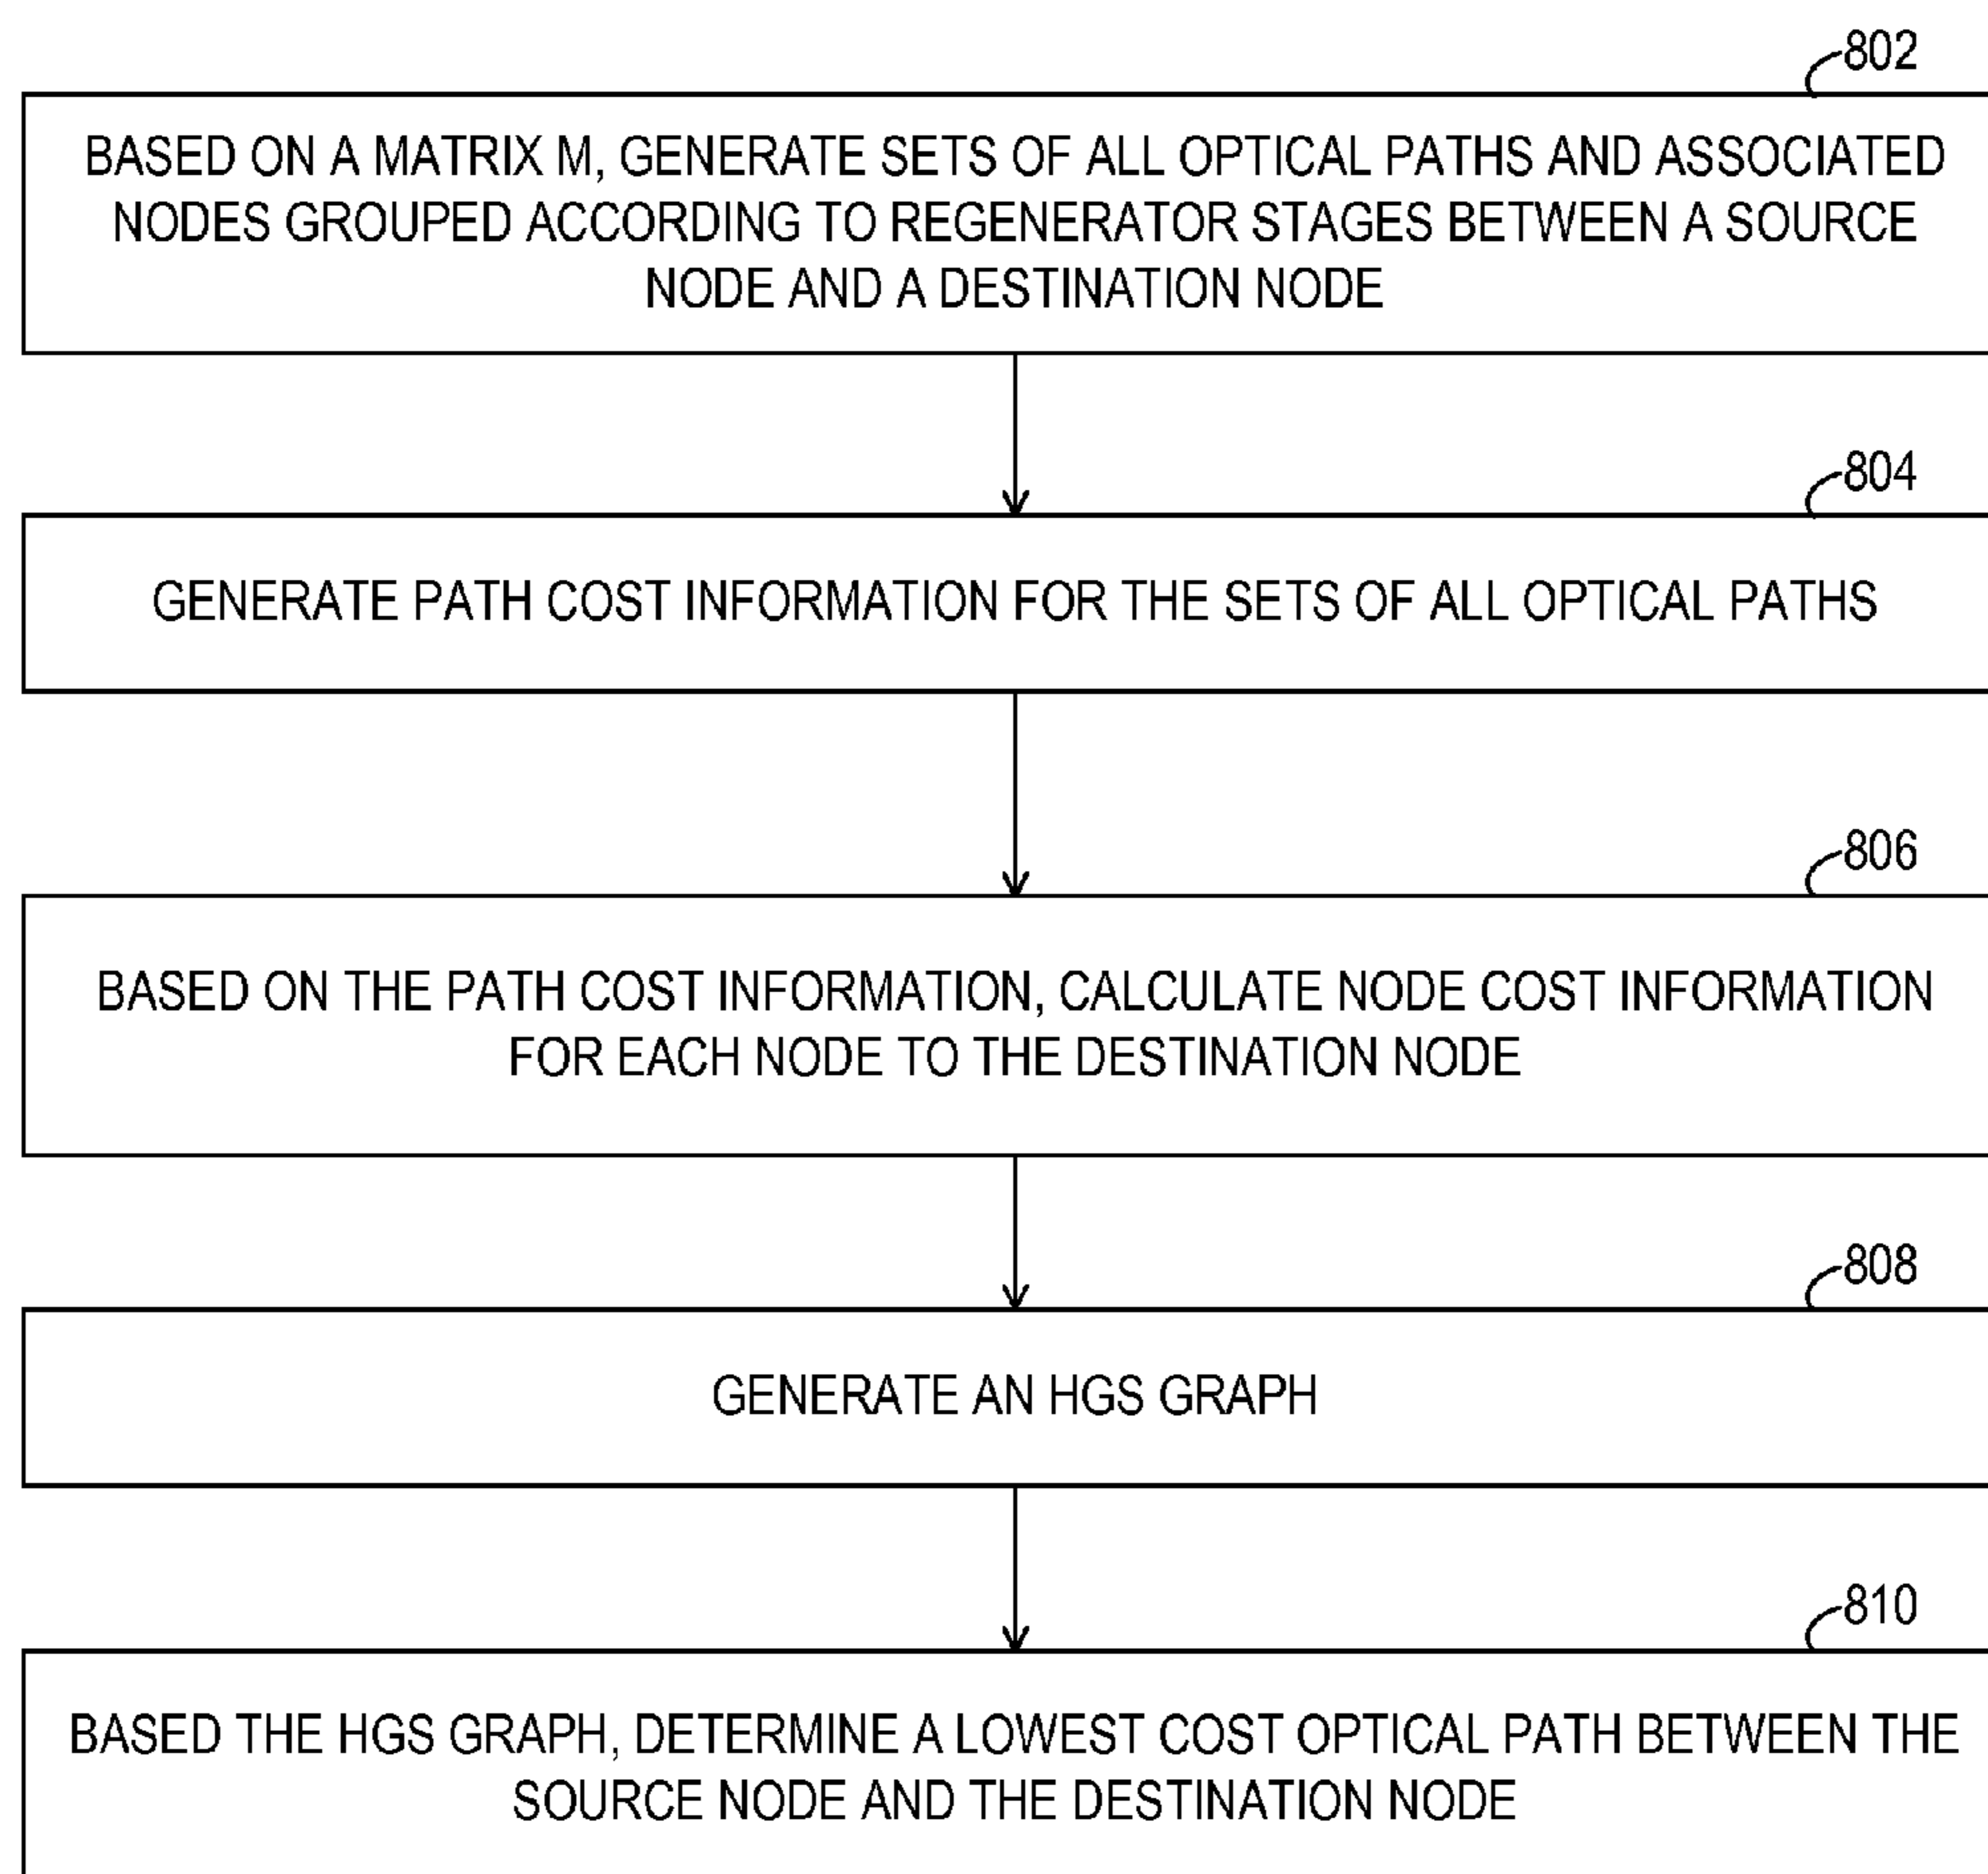 802
BASED ON A MATRIX M, GENERATE SETS OF ALL OPTICAL PATHS AND ASSOCIATED
NODES GROUPED ACCORDING TO REGENERATOR STAGES BETWEEN A SOURCE
NODE AND A DESTINATION NODE
804
GENERATE PATH COST INFORMATION FOR THE SETS OF ALL OPTICAL PATHS
806
BASED ON THE PATH COST INFORMATION, CALCULATE NODE COST INFORMATION
FOR EACH NODE TO THE DESTINATION NODE
808
GENERATE AN HGS GRAPH
810
BASED THE HGS GRAPH, DETERMINE A LOWEST COST OPTICAL PATH BETWEEN THE
SOURCE NODE AND THE DESTINATION NODE